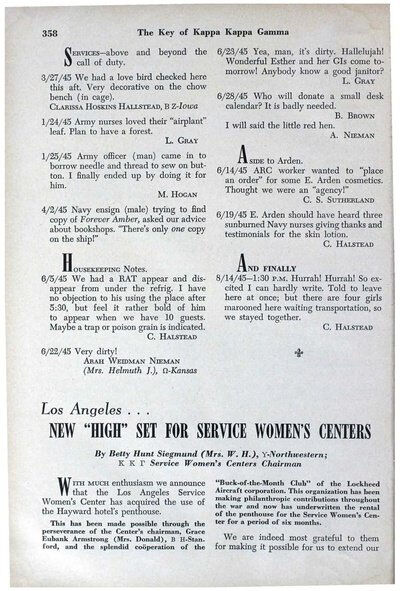 358
The Key of Kappa Kappa Gamma
SERVICES—above and beyond the
call of duty.
3/27/45 We had a love bird checked here
this aft. Very decorative on the chow
bench (in cage).
CLARISSA HOSKINS HALLSTEAD, B Z-Iowa
1/24/45 Army nurses loved their "airplant"
leaf. Plan to have a forest.
L. GRAY
1/25/45 Army officer (man) came in to
borrow needle and thread to sew on but-
ton. I finally ended up by doing it for
him.
M. HOGAN
4/2/45 Navy ensign (male) trying to find
copy of Forever Amber, asked our advice
about bookshops. "There's only one copy
on the ship!"
HOUSEKEEPING Notes.
6/5/45 We had a RAT appear and dis-
appear from under the refrig. I have
no objection to his using the place after
5:30, but feel it rather bold of him
to appear when we have 10 guests.
Maybe a trap or poison grain is indicated.
C. HALSTEAD
6/22/45 Very dirty!
ARAH WEIDMAN NIEMAN
(Mrs. Helmuth J.), Ω-Kansas
6/23/45 Yea, man, it's dirty. Hallelujah!
Wonderful Esther and her GIs come to-
morrow! Anybody know a good janitor?
L. GRAY
6/28/45 Who will donate a small desk
calendar? It is badly needed.
B. BROWN
I will said the little red hen.
A. NIEMAN
ASIDE to Arden.
6/14/45 ARC worker wanted to "place
an order" for some E. Arden cosmetics.
Thought we were an "agency!"
C. S. SUTHERLAND
6/19/45 E. Arden should have heard three
sunburned Navy nurses giving thanks and
testimonials for the skin lotion.
C. HALSTEAD
AND FINALLY
8/14/45—1:30 P.M. Hurrah! Hurrah! So ex-
cited I can hardly write. Told to leave
here at once; but there are four girls
marooned here waiting transportation, so
we stayed together.
C. HALSTEAD
Los Angeles . . .
NEW "HIGH" SET FOR SERVICE WOMEN'S CENTERS
By Betty Hunt Siegmund (Mrs. W. H.), Υ-Northwestern;
Κ Κ Γ Service Women's Centers Chairman
WITH much enthusiasm we announce
that the Los Angeles Service
Women's Center has acquired the use of
the Hayward hotel's penthouse.
This has been made possible through the
perseverance of the Center's chairman, Grace
Eubank Armstrong (Mrs. Donald), B H-Stan-
ford, and the splendid coöperation of the
"Buck-of-the-Month Club" of the Lockheed
Aircraft corporation. This organization has been
making philanthropic contributions throughout
the war and now has underwritten the rental
of the penthouse for the Service Women's Cen-
ter for a period of six months.
We are indeed most grateful to them
for making it possible for us to extend our